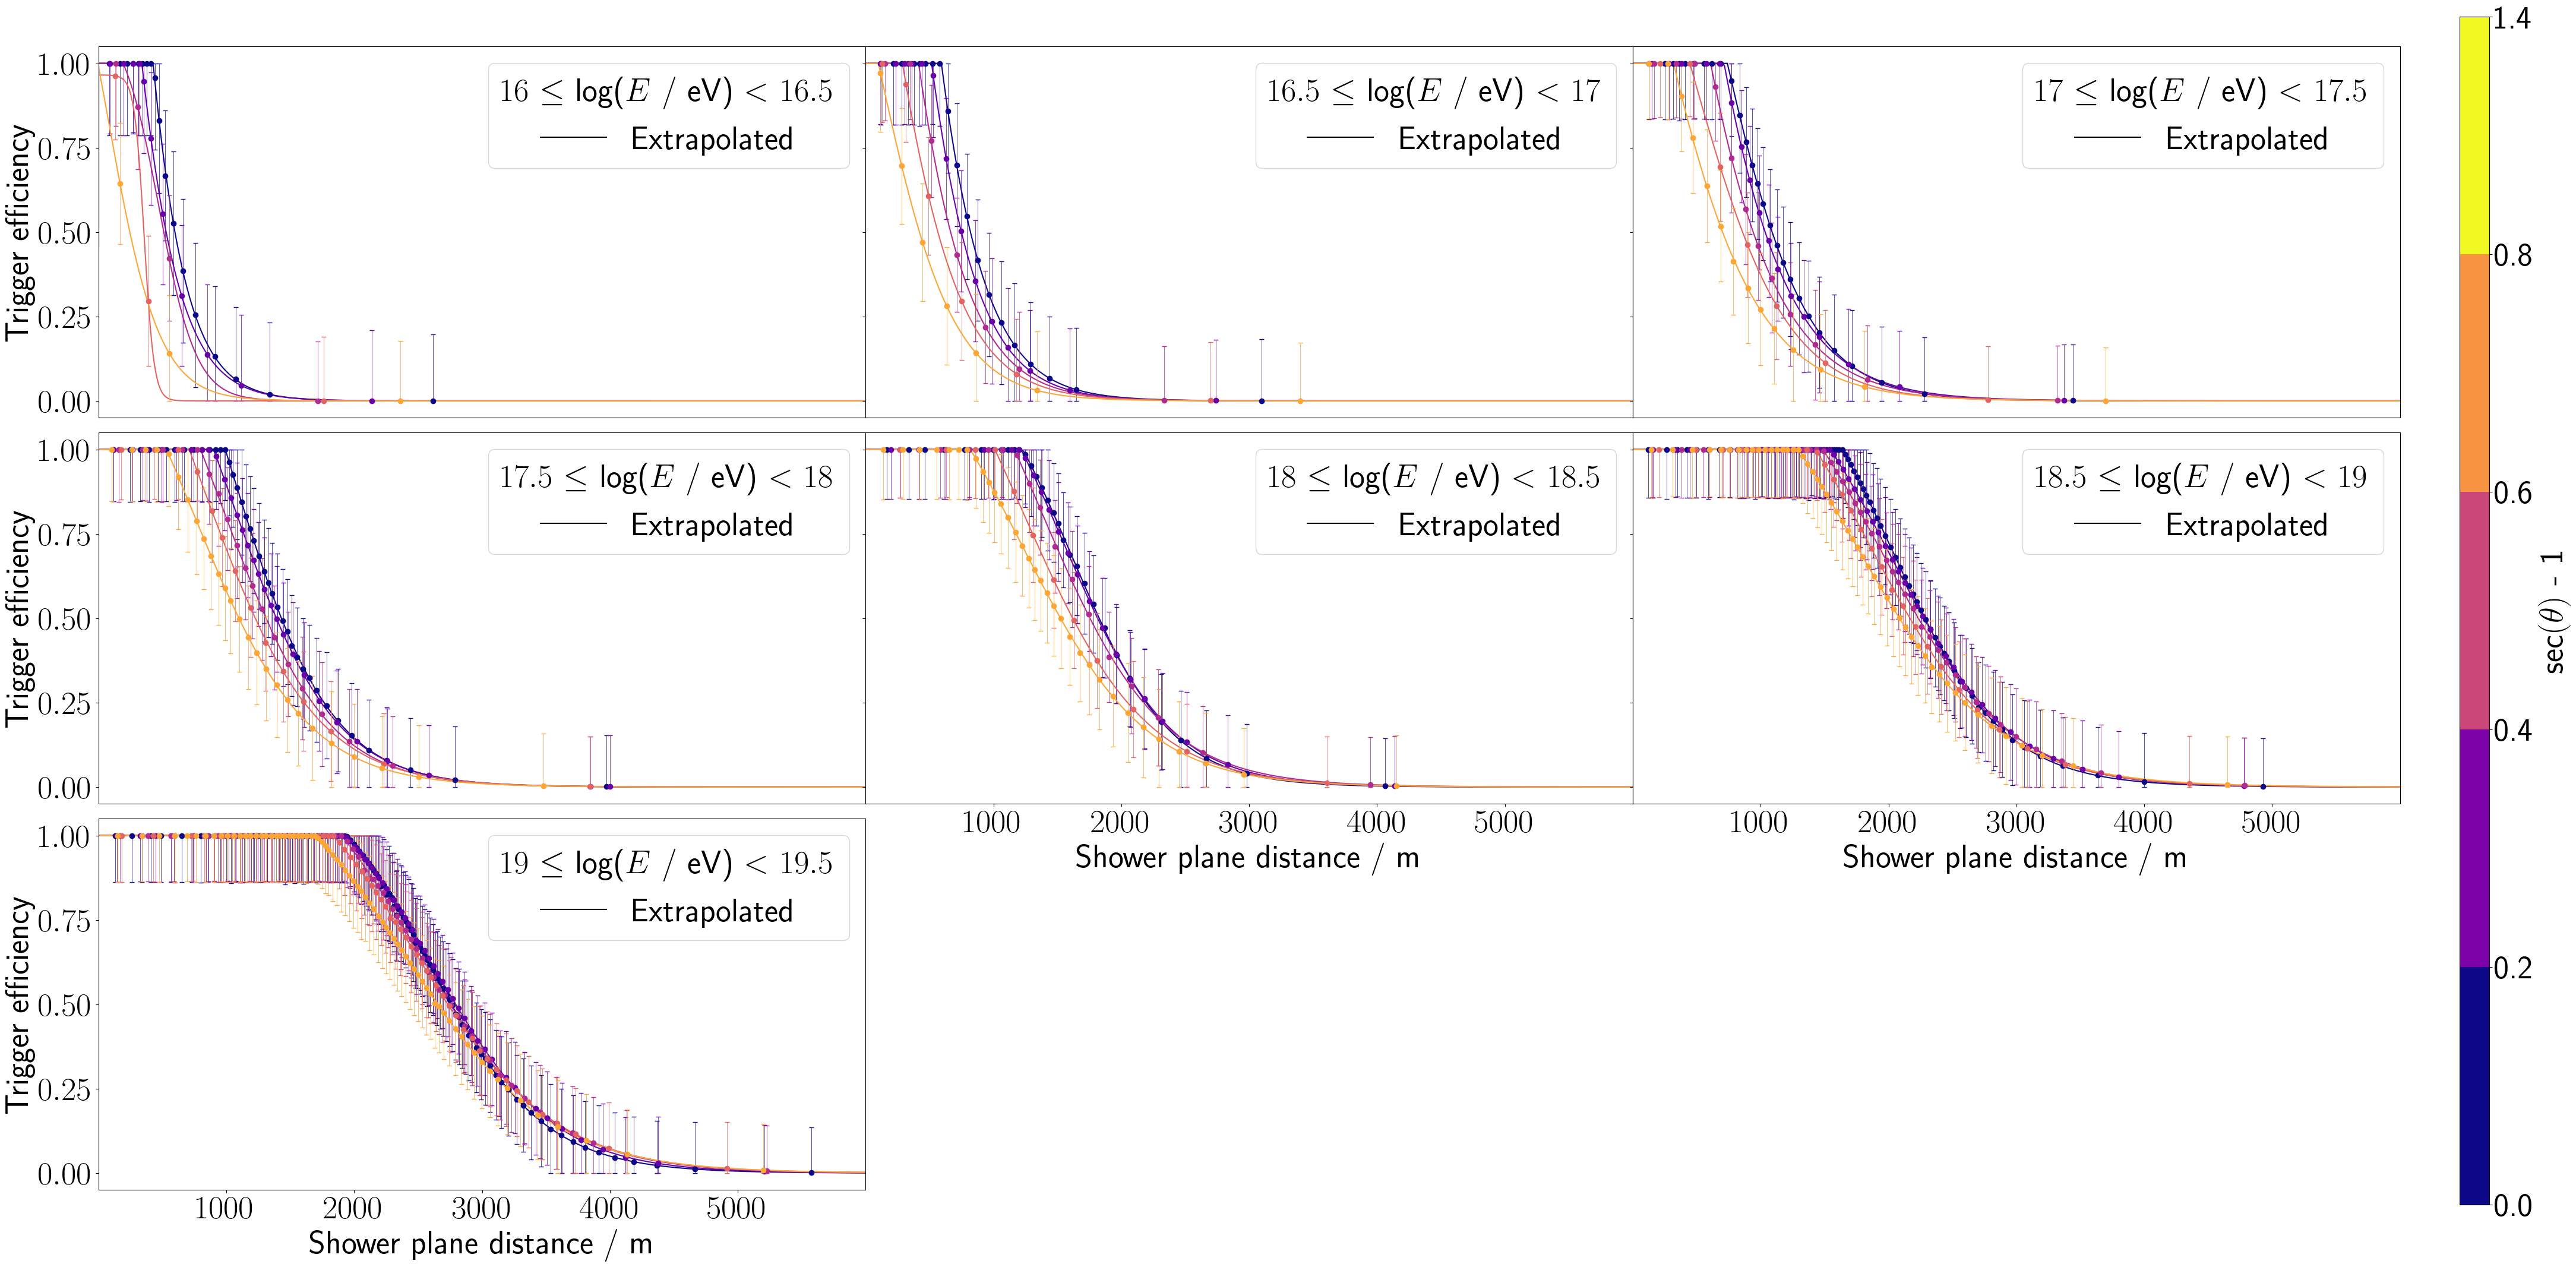 1.4
1.00
0.75
0.50
0.25
0.00
Trigger efficiency
16 ≤ log(E / eV) < 16.5
Extrapolated
16.5 ≤ log(E / eV) < 17
Extrapolated
17 ≤ log(E / eV) < 17.5
Extrapolated
0.8
1.00
0.75
0.50
0.25
0.00
Trigger efficiency
17.5 ≤ log(E / eV) < 18
Extrapolated
18 ≤ log(E / eV) < 18.5
Extrapolated
18.5 ≤ log(E / eV) < 19
Extrapolated
0.6
sec(θ) - 1
0.4
1000 2000 3000 4000 5000
Shower plane distance / m
1000 2000 3000 4000 5000
Shower plane distance / m
1.00
0.75
0.50
0.25
0.00
Trigger efficiency
19 ≤ log(E / eV) < 19.5
Extrapolated
0.2
0.0
1000 2000 3000 4000 5000
Shower plane distance / m